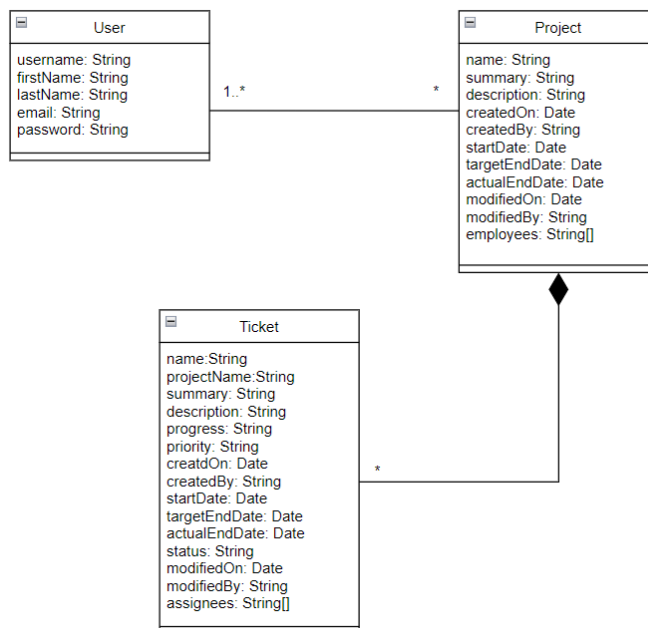 User
username: String
firstName: String
lastName: String
email: String
password: String
1..*
*
Project
name: String
summary: String
description: String
createdOn: Date
createdBy: String
startDate: Date
targetEndDate: Date
actualEndDate: Date
modifiedOn: Date
modifiedBy: String
employees: String[]
Ticket
name:String
projectName:String
summary: String
description: String
progress: String
priority: String
creatdOn: Date
createdBy: String
startDate: Date
targetEndDate: Date
actualEndDate: Date
status: String
modifiedOn: Date
modifiedBy: String
assignees: String[]
*